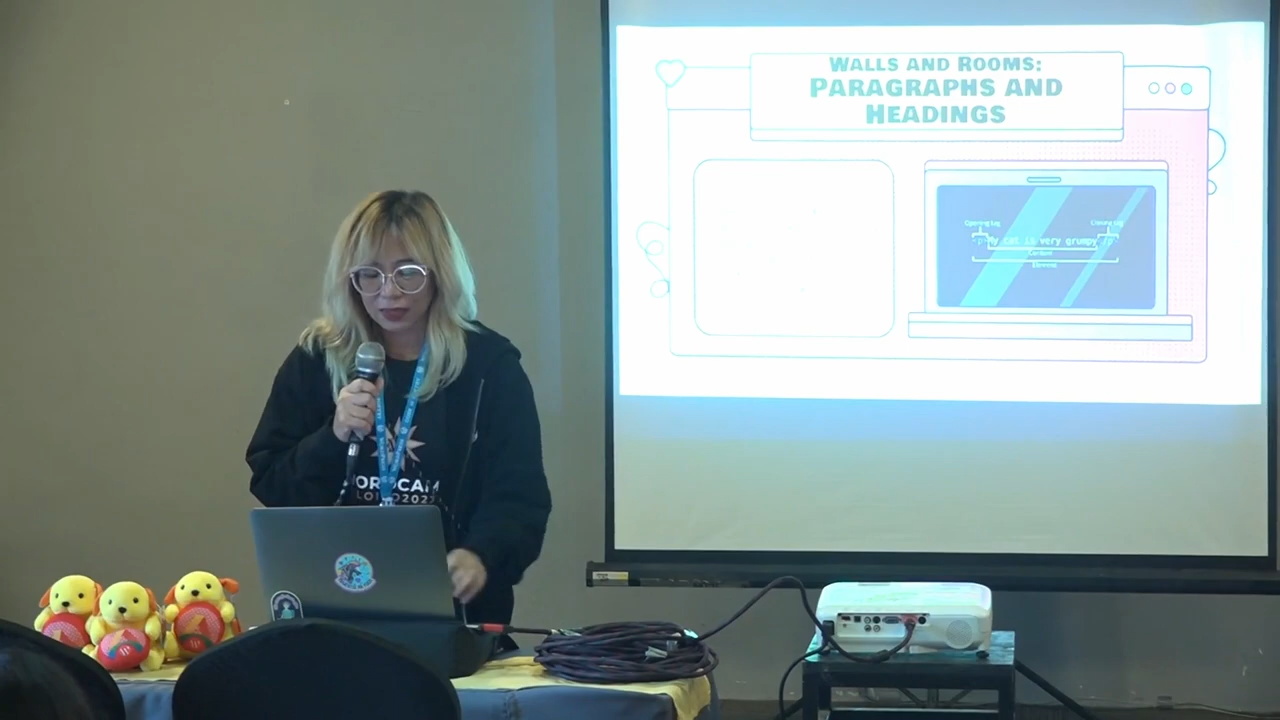 WALLS AND ROOMS:
PARAGRAPHS AND
HEADINGS
Opening tag
Closing tag
My cat is very grumpy
Content
Element